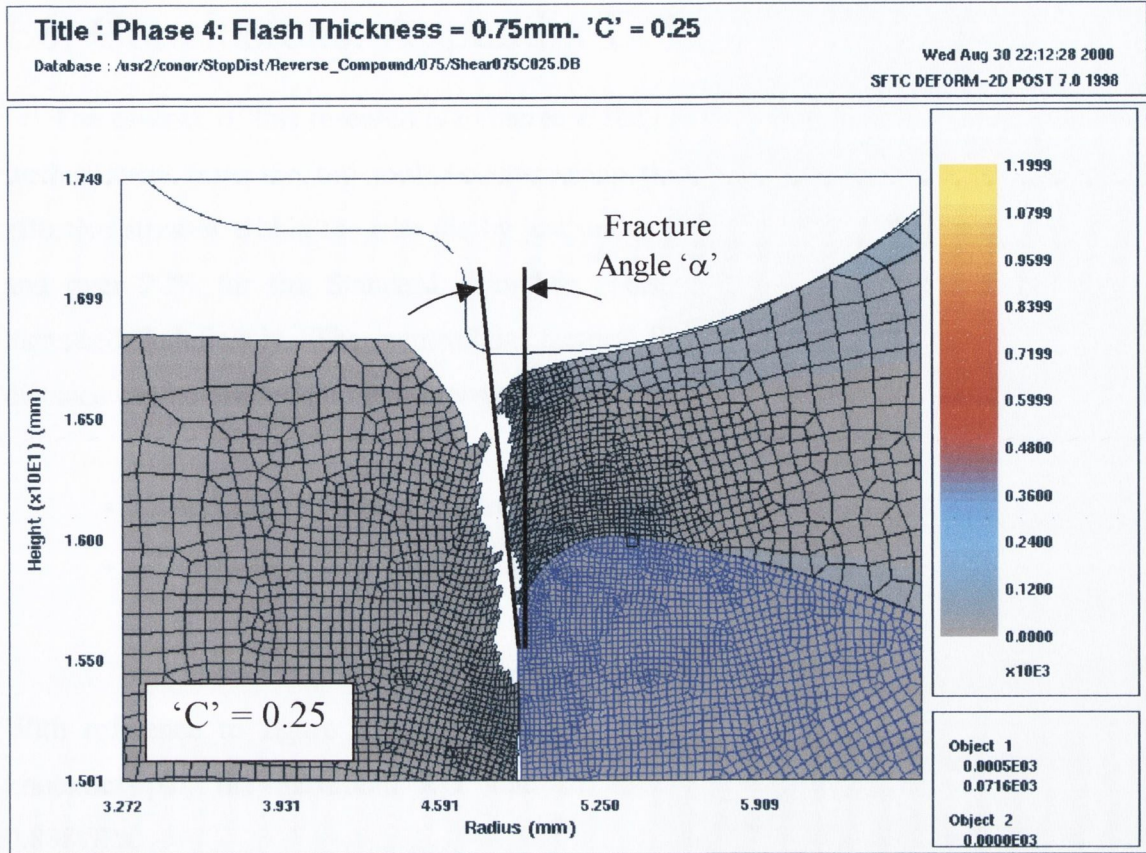 Title : Phase 4: Flash Thickness = 0.75mm. 'C' = 0.25
Database : /usr2/conor/StopDist/Reverse_Compound/075/Shear075C025.DB
Wed Aug 30 22:12:28 2000
SFTC DEFORM-2D POST 7.0 1998
Fracture
Angle ‘α’
‘C’ = 0.25
Height (x10E1) (mm)
1.749
1.699
1.650
1.600
1.550
1.501
3.272
3.931
4.591
5.250
5.909
Radius (mm)
1.1999
1.0799
0.9599
0.8399
0.7199
0.5999
0.4800
0.3600
0.2400
0.1200
0.0000
x10E3
Object 1
0.0005E03
0.0716E03
Object 2
0.0000E03